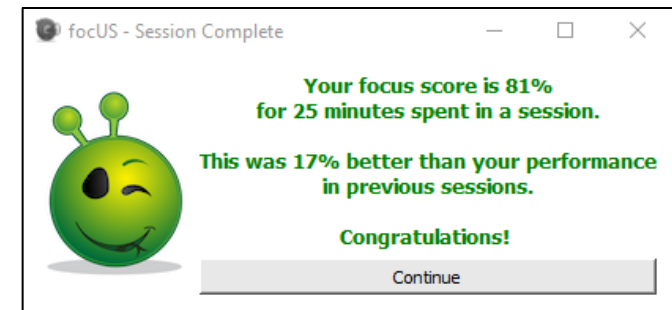 focUS - Session Complete
Your focus score is 81%
for 25 minutes spent in a session.
This was 17% better than your performance
in previous sessions.
Congratulations!
Continue